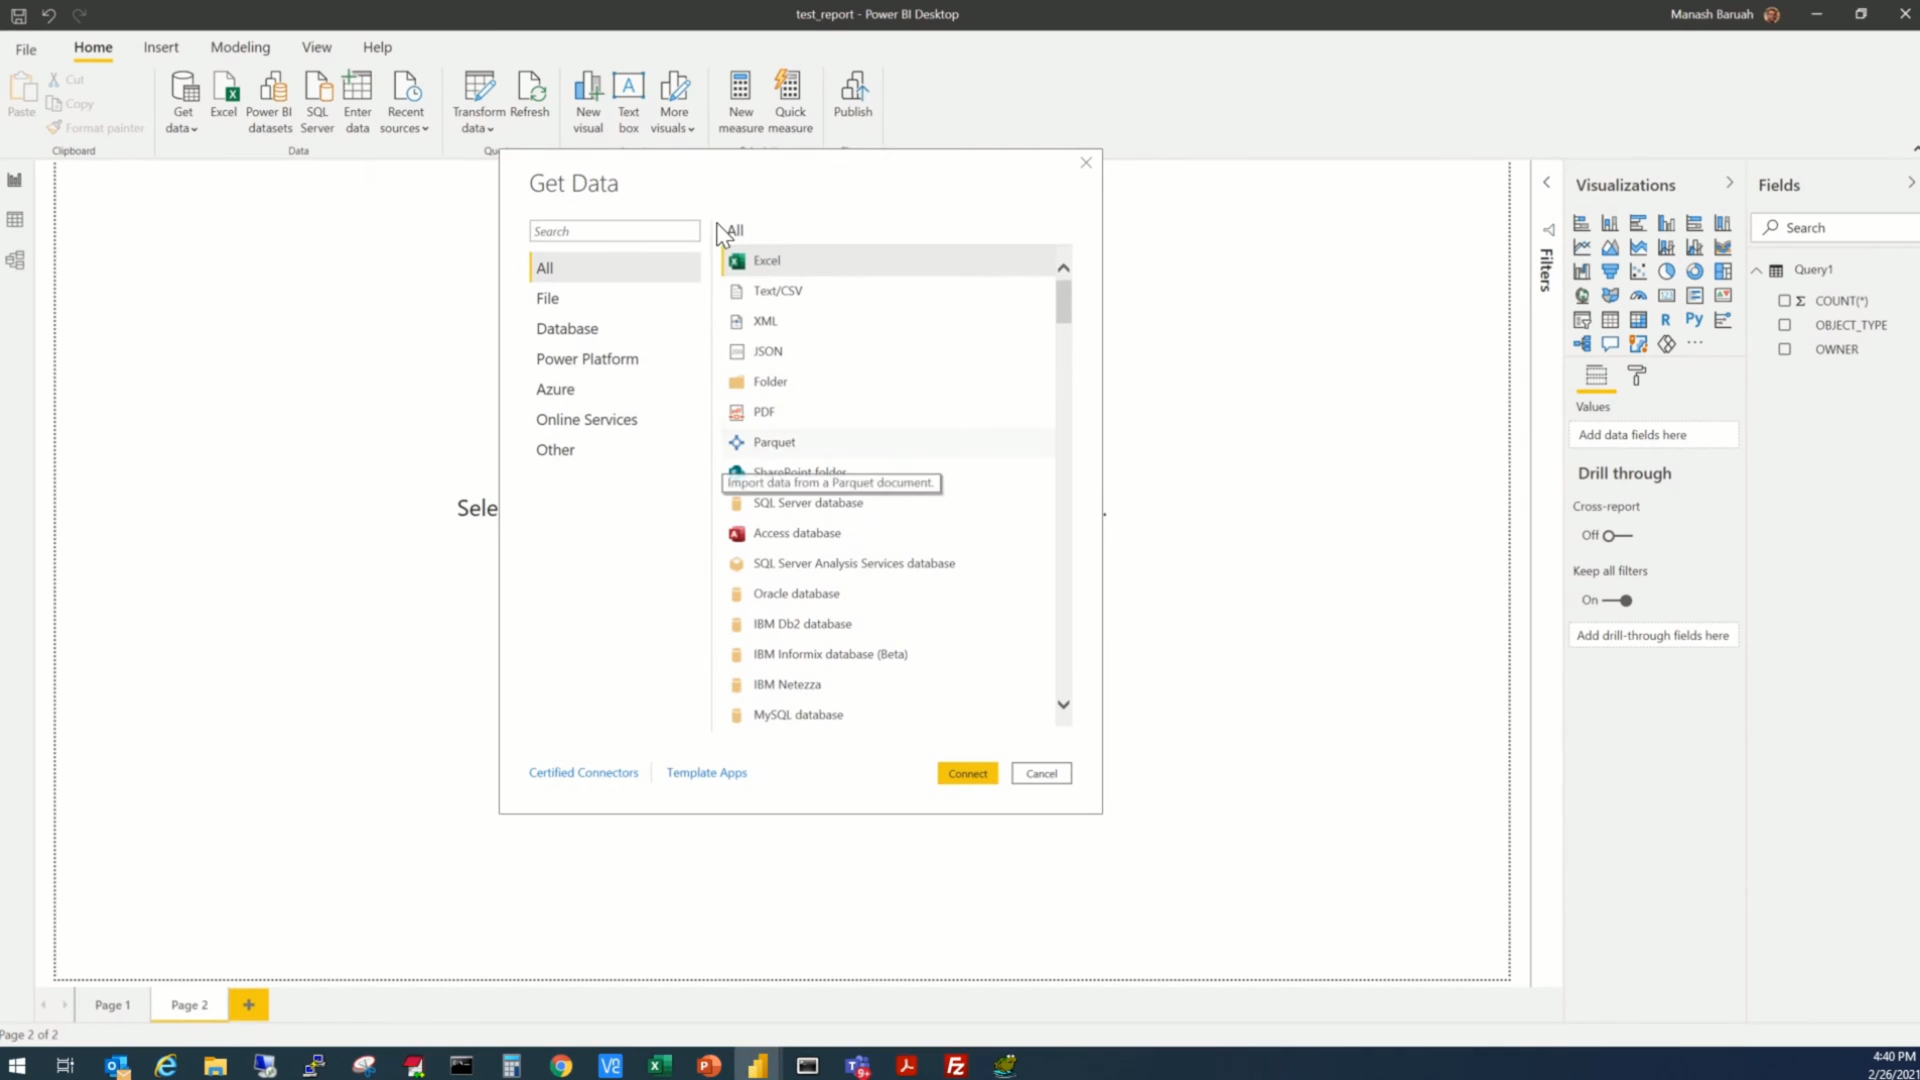 test_report - Power BI Desktop
Manash Baruah
File
Home
Insert
Modeling
View
Help
Paste
Cut
Copy
Format painter
Clipboard
Get
data
Excel
Power BI
datasets
SQL
Server
Enter
data
Recent
sources
Data
Transform
data
Refresh
Qu
New
visual
Text
box
More
visuals
New
measure
Quick
measure
Publish
Get Data
Search
All
File
Database
Power Platform
Azure
Online Services
Other
All
Excel
Text/CSV
XML
JSON
Folder
PDF
Parquet
SharePoint folder
Import data from a Parquet document.
SQL Server database
Access database
SQL Server Analysis Services database
Oracle database
IBM Db2 database
IBM Informix database (Beta)
IBM Netezza
MySQL database
Certified Connectors
Template Apps
Connect
Cancel
Sele
.
Filters
Visualizations
R
Py
Values
Add data fields here
Drill through
Cross-report
Off
Keep all filters
On
Add drill-through fields here
Fields
Search
Query1
Σ COUNT(*)
OBJECT_TYPE
OWNER
Page 1
Page 2
+
Page 2 of 2
4:40 PM
2/26/2021